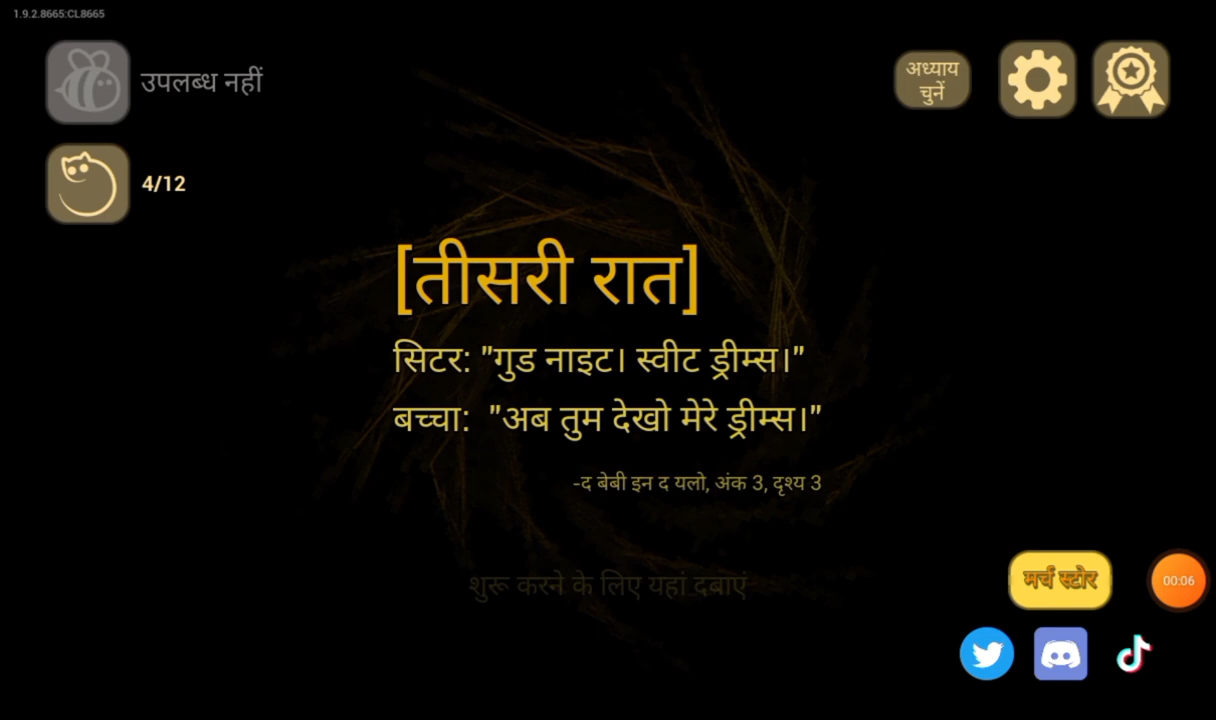 1.9.2.8665:CL8665
उपलब्ध नहीं
अध्याय
चुनें
4/12
[तीसरी रात]
सिटर: "गुड नाइट। स्वीट ड्रीम्स।"
बच्चा: "अब तुम देखो मेरे ड्रीम्स।"
-द बेबी इन द यलो, अंक 3, दृश्य 3
शुरू करने के लिए यहां दबाएं
मर्च स्टोर
00:06